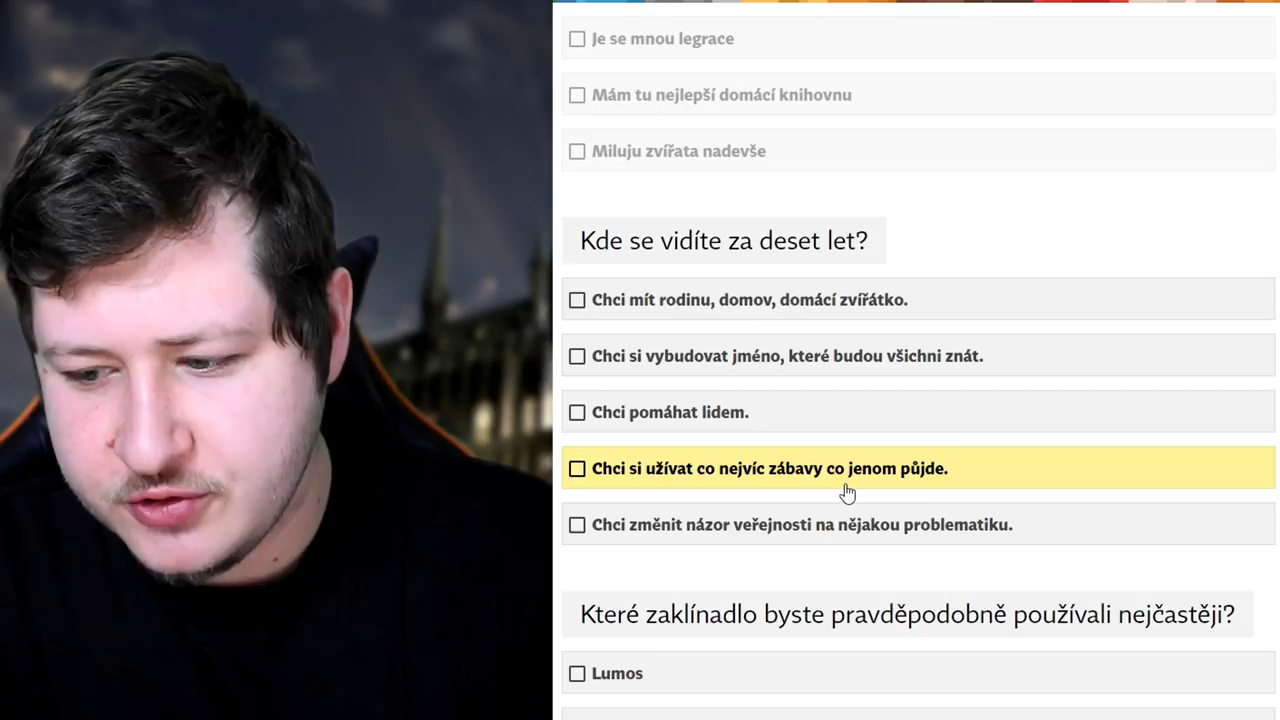 Je se mnou legrace
Mám tu nejlepší domácí knihovnu
Miluju zvířata nadevše
Kde se vidíte za deset let?
Chci mít rodinu, domov, domácí zvířátko.
Chci si vybudovat jméno, které budou všichni znát.
Chci pomáhat lidem.
Chci si užívat co nejvíc zábavy co jenom půjde.
Chci změnit názor veřejnosti na nějakou problematiku.
Které zaklínadlo byste pravděpodobně používali nejčastěji?
Lumos